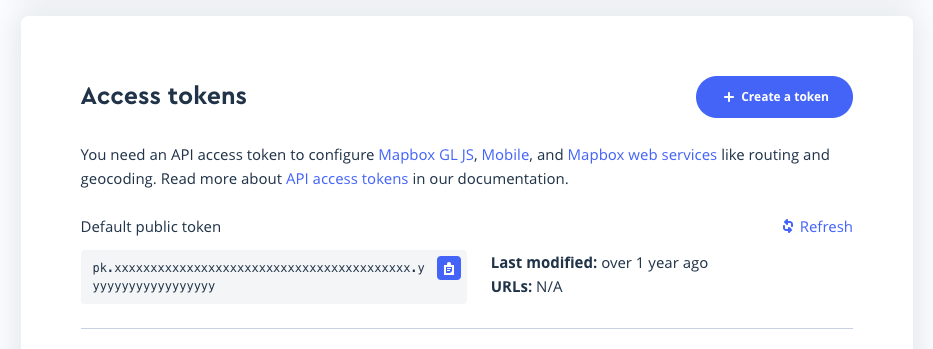 Access tokens
+ Create a token
You need an API access token to configure Mapbox GL JS, Mobile, and Mapbox web services like routing and
geocoding. Read more about API access tokens in our documentation.
Default public token
Refresh
pk.xxxxxxxxxxxxxxxxxxxxxxxxxxxxxxxxxxxxxxxxx.y
yyyyyyyyyyyyyyyyy
Last modified: over 1 year ago
URLs: N/A